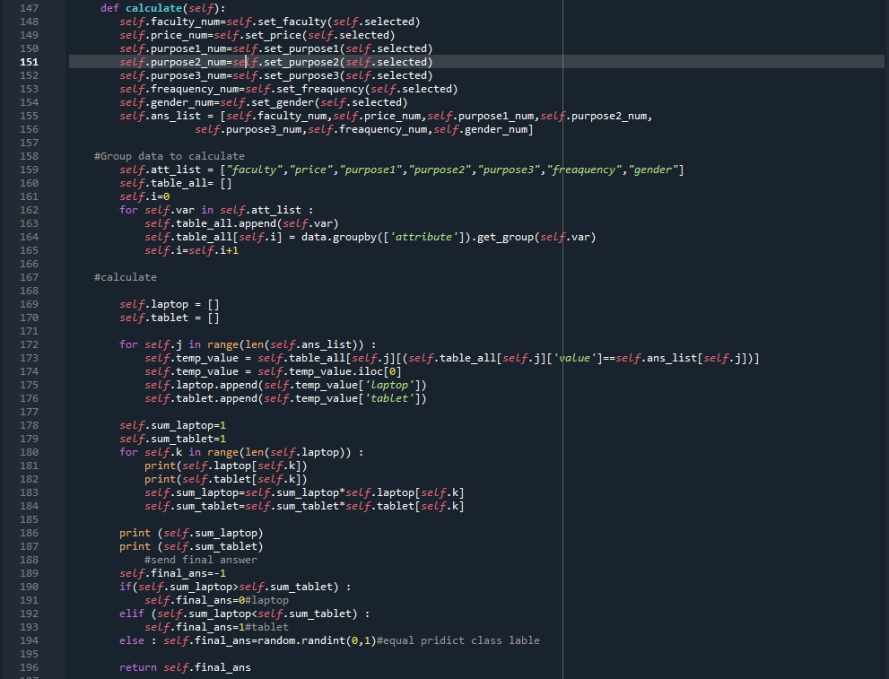 147 def calculate(self):
148 self.faculty_num=self.set_faculty(self.selected)
149 self.price_num=self.set_price(self.selected)
150 self.purpose1_num=self.set_purpose1(self.selected)
151 self.purpose2_num=self.set_purpose2(self.selected)
152 self.purpose3_num=self.set_purpose3(self.selected)
153 self.freaquency_num=self.set_freaquency(self.selected)
154 self.gender_num=self.set_gender(self.selected)
155 self.ans_list = [self.faculty_num,self.price_num,self.purpose1_num,self.purpose2_num,
156 self.purpose3_num,self.freaquency_num,self.gender_num]
157
158 #Group data to calculate
159 self.att_list = ["faculty","price","purpose1","purpose2","purpose3","freaquency","gender"]
160 self.table_all= []
161 self.i=0
162 for self.var in self.att_list :
163 self.table_all.append(self.var)
164 self.table_all[self.i] = data.groupby(['attribute']).get_group(self.var)
165 self.i=self.i+1
166
167 #calculate
168
169 self.laptop = []
170 self.tablet = []
171
172 for self.j in range(len(self.ans_list)) :
173 self.temp_value = self.table_all[self.j][(self.table_all[self.j]['value']==self.ans_list[self.j])]
174 self.temp_value = self.temp_value.iloc[0]
175 self.laptop.append(self.temp_value['laptop'])
176 self.tablet.append(self.temp_value['tablet'])
177
178 self.sum_laptop=1
179 self.sum_tablet=1
180 for self.k in range(len(self.laptop)) :
181 print(self.laptop[self.k])
182 print(self.tablet[self.k])
183 self.sum_laptop=self.sum_laptop*self.laptop[self.k]
184 self.sum_tablet=self.sum_tablet*self.tablet[self.k]
185
186 print (self.sum_laptop)
187 print (self.sum_tablet)
188 #send final answer
189 self.final_ans=-1
190 if(self.sum_laptop>self.sum_tablet) :
191 self.final_ans=0#laptop
192 elif (self.sum_laptop<self.sum_tablet) :
193 self.final_ans=1#tablet
194 else : self.final_ans=random.randint(0,1)#equal pridict class lable
195
196 return self.final_ans